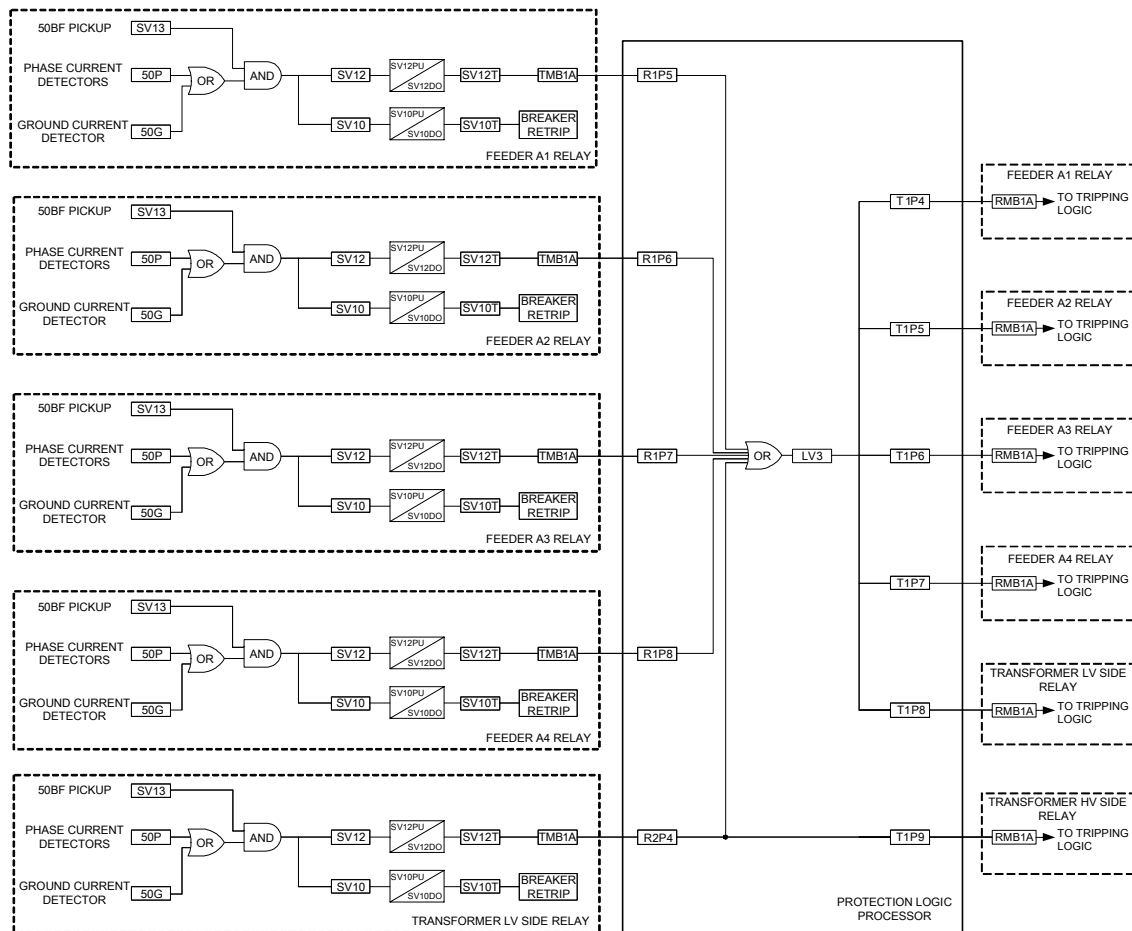 50BF PICKUP
SV13
PHASE CURRENT
DETECTORS
50P
OR
AND
SV12
SV12PU
SV12DO
SV12T
TMB1A
R1P5
GROUND CURRENT
DETECTOR
50G
SV10
SV10PU
SV10DO
SV10T
BREAKER
RETRIP
FEEDER A1 RELAY
50BF PICKUP
SV13
PHASE CURRENT
DETECTORS
50P
OR
AND
SV12
SV12PU
SV12DO
SV12T
TMB1A
R1P6
GROUND CURRENT
DETECTOR
50G
SV10
SV10PU
SV10DO
SV10T
BREAKER
RETRIP
FEEDER A2 RELAY
50BF PICKUP
SV13
PHASE CURRENT
DETECTORS
50P
OR
AND
SV12
SV12PU
SV12DO
SV12T
TMB1A
R1P7
GROUND CURRENT
DETECTOR
50G
SV10
SV10PU
SV10DO
SV10T
BREAKER
RETRIP
FEEDER A3 RELAY
50BF PICKUP
SV13
PHASE CURRENT
DETECTORS
50P
OR
AND
SV12
SV12PU
SV12DO
SV12T
TMB1A
R1P8
GROUND CURRENT
DETECTOR
50G
SV10
SV10PU
SV10DO
SV10T
BREAKER
RETRIP
FEEDER A4 RELAY
50BF PICKUP
SV13
PHASE CURRENT
DETECTORS
50P
OR
AND
SV12
SV12PU
SV12DO
SV12T
TMB1A
R2P4
GROUND CURRENT
DETECTOR
50G
SV10
SV10PU
SV10DO
SV10T
BREAKER
RETRIP
TRANSFORMER LV SIDE RELAY
OR
LV3
PROTECTION LOGIC
PROCESSOR
T1P4
FEEDER A1 RELAY
RMB1A
TO TRIPPING
LOGIC
T1P5
FEEDER A2 RELAY
RMB1A
TO TRIPPING
LOGIC
T1P6
FEEDER A3 RELAY
RMB1A
TO TRIPPING
LOGIC
T1P7
FEEDER A4 RELAY
RMB1A
TO TRIPPING
LOGIC
T1P8
TRANSFORMER LV SIDE
RELAY
RMB1A
TO TRIPPING
LOGIC
T1P9
TRANSFORMER HV SIDE
RELAY
RMB1A
TO TRIPPING
LOGIC